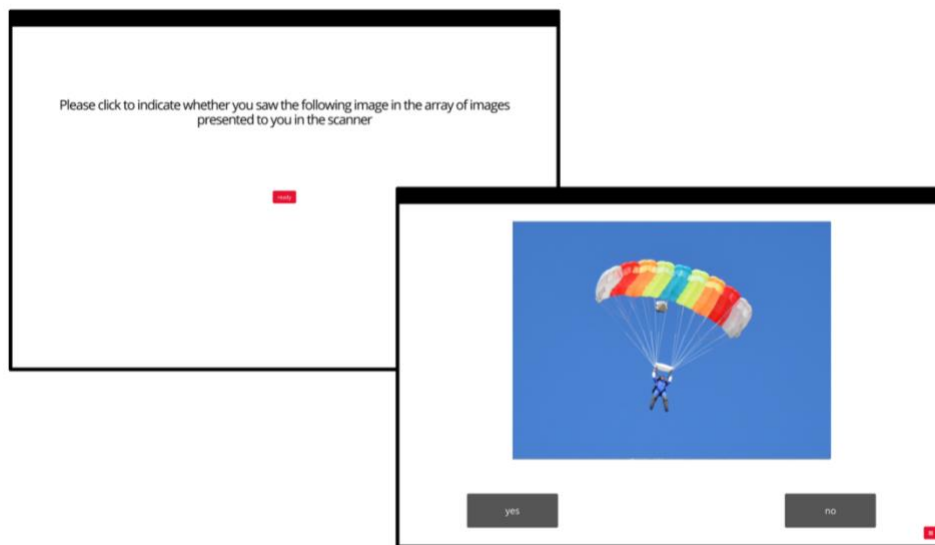 Please click to indicate whether you saw the following image in the array of images
presented to you in the scanner
ready
yes
no